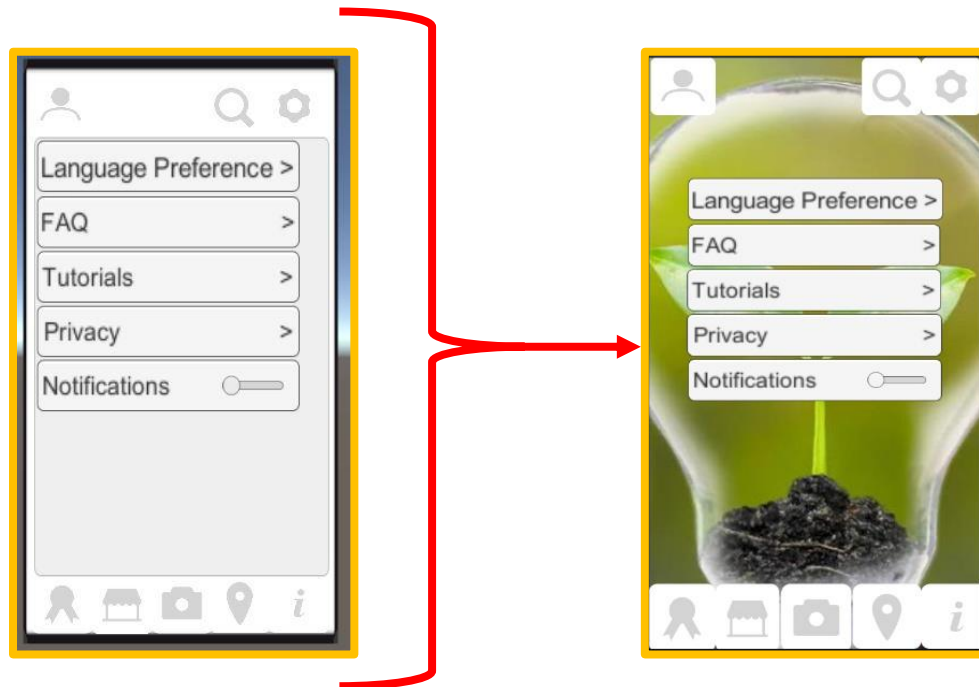 Language Preference >
FAQ >
Tutorials >
Privacy >
Notifications
i
Language Preference >
FAQ >
Tutorials >
Privacy >
Notifications
i